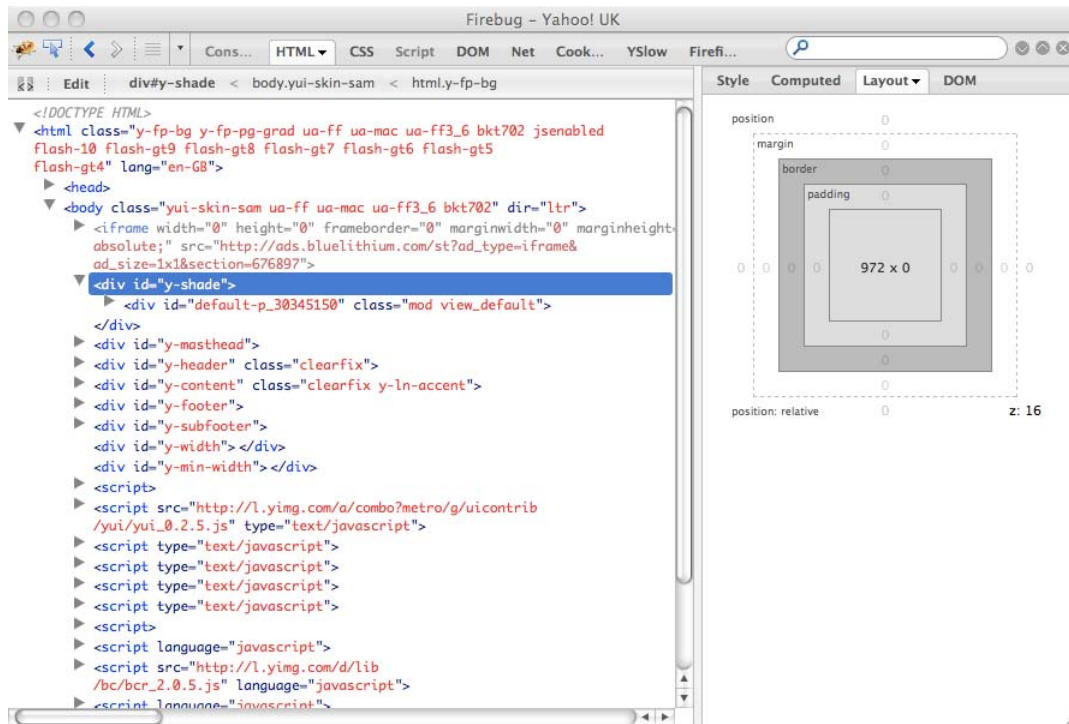 Firebug – Yahoo! UK
Cons... HTML CSS Script DOM Net Cook... YSlow Firefi...
Edit div#y-shade < body.yui-skin-sam < html.y-fp-bg
Style Computed Layout DOM
<!DOCTYPE HTML>
<html class="y-fp-bg y-fp-pg-grad ua-ff ua-mac ua-ff3_6 bkt702 jsenabled
flash-10 flash-gt9 flash-gt8 flash-gt7 flash-gt6 flash-gt5
flash-gt4" lang="en-GB">
<head>
<body class="yui-skin-sam ua-ff ua-mac ua-ff3_6 bkt702" dir="ltr">
<iframe width="0" height="0" frameborder="0" marginwidth="0" marginheight=
absolute;" src="http://ads.bluelithium.com/st?ad_type=iframe&
ad_size=1x1&section=676897">
<div id="y-shade">
<div id="default-p_30345150" class="mod view_default">
</div>
<div id="y-masthead">
<div id="y-header" class="clearfix">
<div id="y-content" class="clearfix y-ln-accent">
<div id="y-footer">
<div id="y-subfooter">
<div id="y-width"></div>
<div id="y-min-width"></div>
<script>
<script src="http://l.yimg.com/a/combo?metro/g/uicontrib
/yui/yui_0.2.5.js" type="text/javascript">
<script type="text/javascript">
<script type="text/javascript">
<script type="text/javascript">
<script type="text/javascript">
<script>
<script language="javascript">
<script src="http://l.yimg.com/d/lib
/bc/bcr_2.0.5.js" language="javascript">
<script language="javascript">
position 0
margin 0
border 0
padding 0
0 0 0 0 972 x 0 0 0 0 0
0
0
0
position: relative 0 z: 16